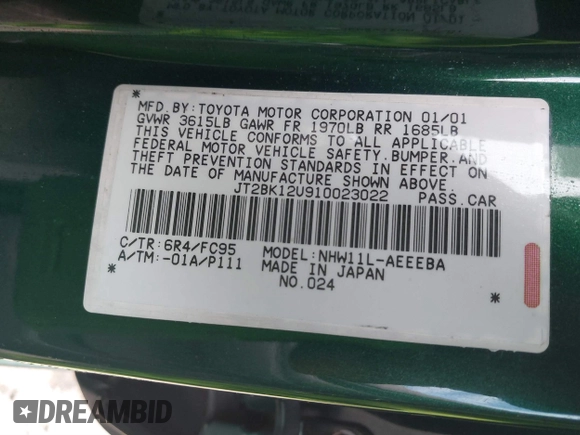 MFD.BY:TOYOTA MOTOR CORPORATION 01/01
GVWR 3615LB GAWR FR 1970LB RR 1685LB
THIS VEHICLE CONFORMS TO ALL APPLICABLE
FEDERAL MOTOR VEHICLE SAFETY.BUMPER.AND
THEFT PREVENTION STANDARDS IN EFFECT ON
THE DATE OF MANUFACTURE SHOWN ABOVE.
JT2BK12U910023022 PASS.CAR
C/TR:6R4/FC95 MODEL:NHW11L-AEEEBA
A/TM:-01A/P111 MADE IN JAPAN
NO.024
DREAMBID